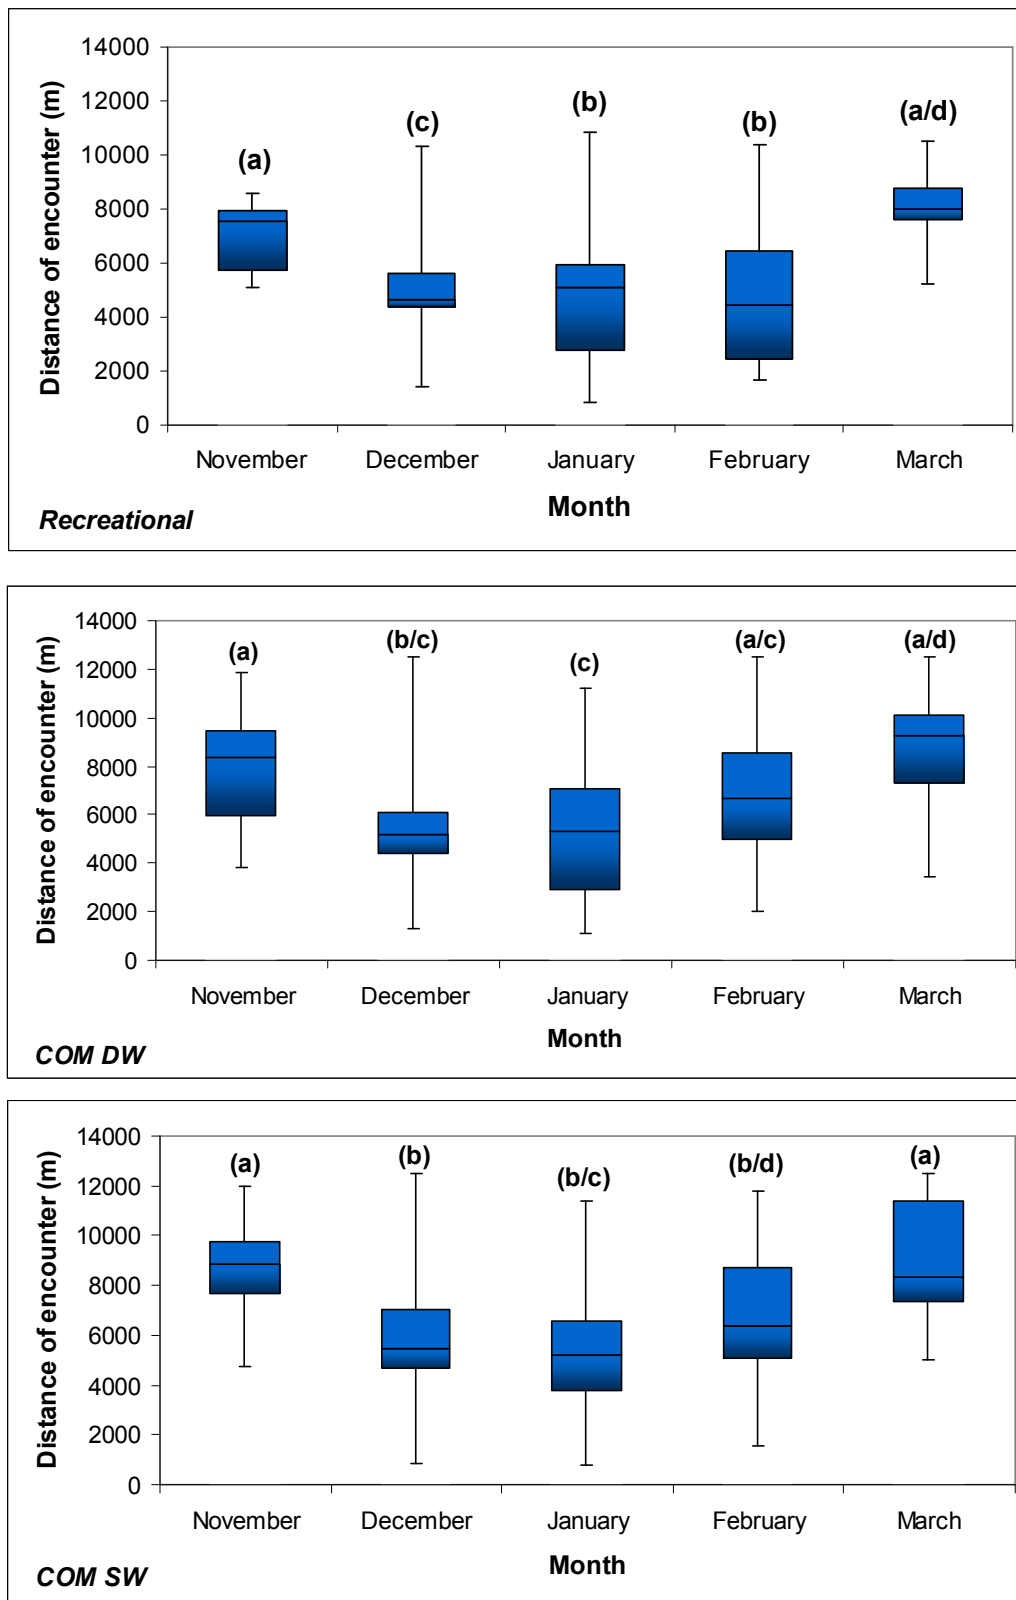 14000
12000
10000
8000
6000
4000
2000
0
Distance of encounter (m)
(a)
(c)
(b)
(b)
(a/d)
November December January February March
Month
Recreational
14000
12000
10000
8000
6000
4000
2000
0
Distance of encounter (m)
(a)
(b/c)
(c)
(a/c)
(a/d)
November December January February March
Month
COM DW
14000
12000
10000
8000
6000
4000
2000
0
Distance of encounter (m)
(a)
(b)
(b/c)
(b/d)
(a)
November December January February March
Month
COM SW